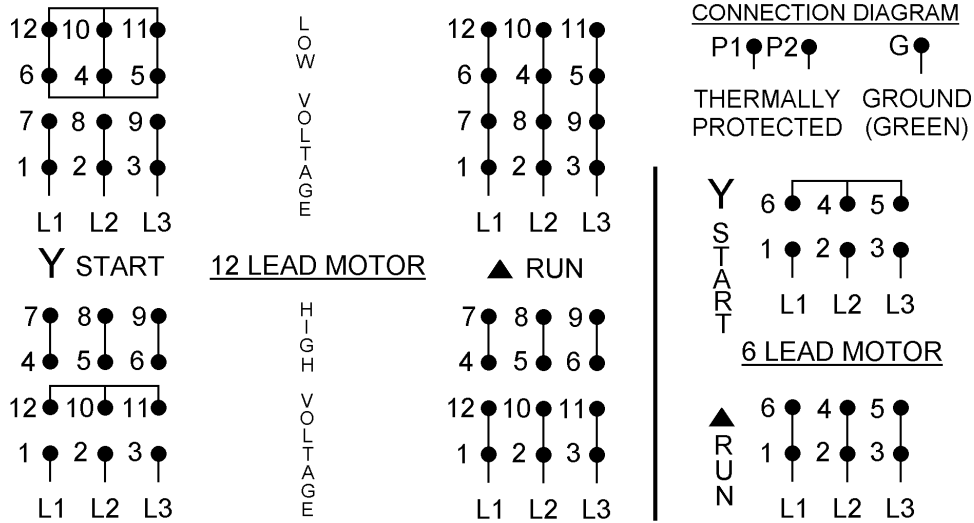 12 10 11
6 4 5
7 8 9
1 2 3
L1 L2 L3
Y START
LOW VOLTAGE
12 10 11
6 4 5
7 8 9
1 2 3
L1 L2 L3
▲ RUN
12 LEAD MOTOR
7 8 9
4 5 6
12 10 11
1 2 3
L1 L2 L3
HIGH VOLTAGE
7 8 9
4 5 6
12 10 11
1 2 3
L1 L2 L3
CONNECTION DIAGRAM
P1 P2 G
THERMALLY
PROTECTED
GROUND
(GREEN)
Y START
6 4 5
1 2 3
L1 L2 L3
6 LEAD MOTOR
▲ RUN
6 4 5
1 2 3
L1 L2 L3